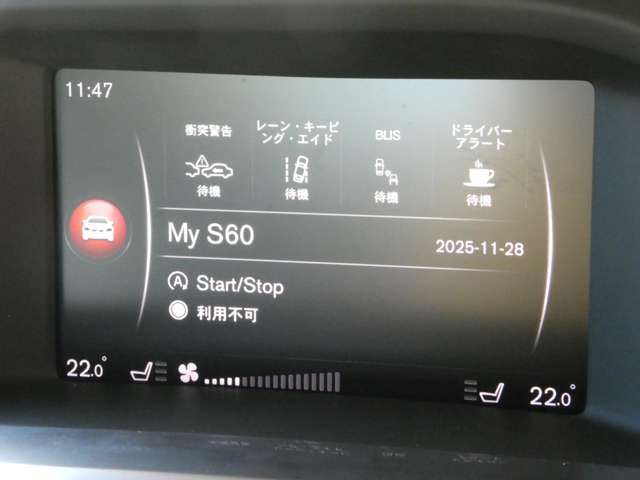 11:47
衝突警告
レーン・キーピ
ング・エイド
BLIS
ドライバー
アラート
待機
待機
待機
待機
My S60
2025-11-28
Start/Stop
利用不可
22.0°
22.0°